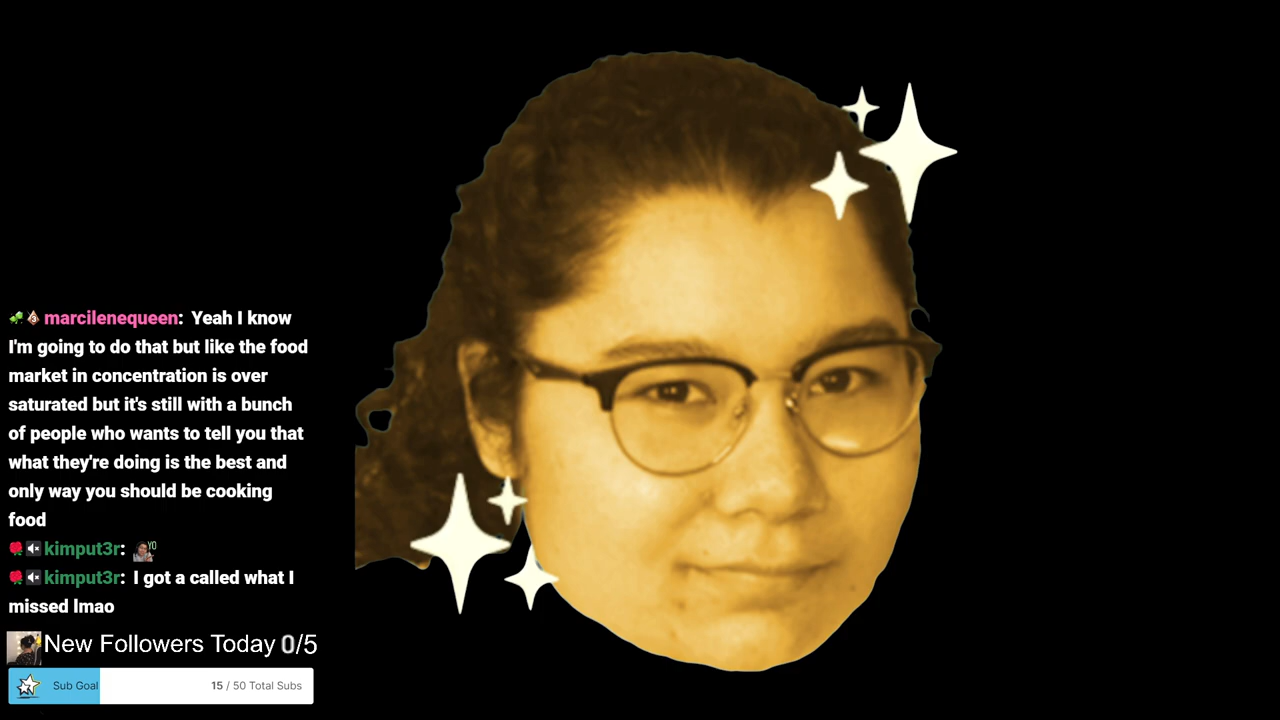 marcilenequeen: Yeah I know
I'm going to do that but like the food
market in concentration is over
saturated but it's still with a bunch
of people who wants to tell you that
what they're doing is the best and
only way you should be cooking
food
kimput3r: YO
kimput3r: I got a called what I
missed lmao
New Followers Today 0/5
Sub Goal 15 / 50 Total Subs